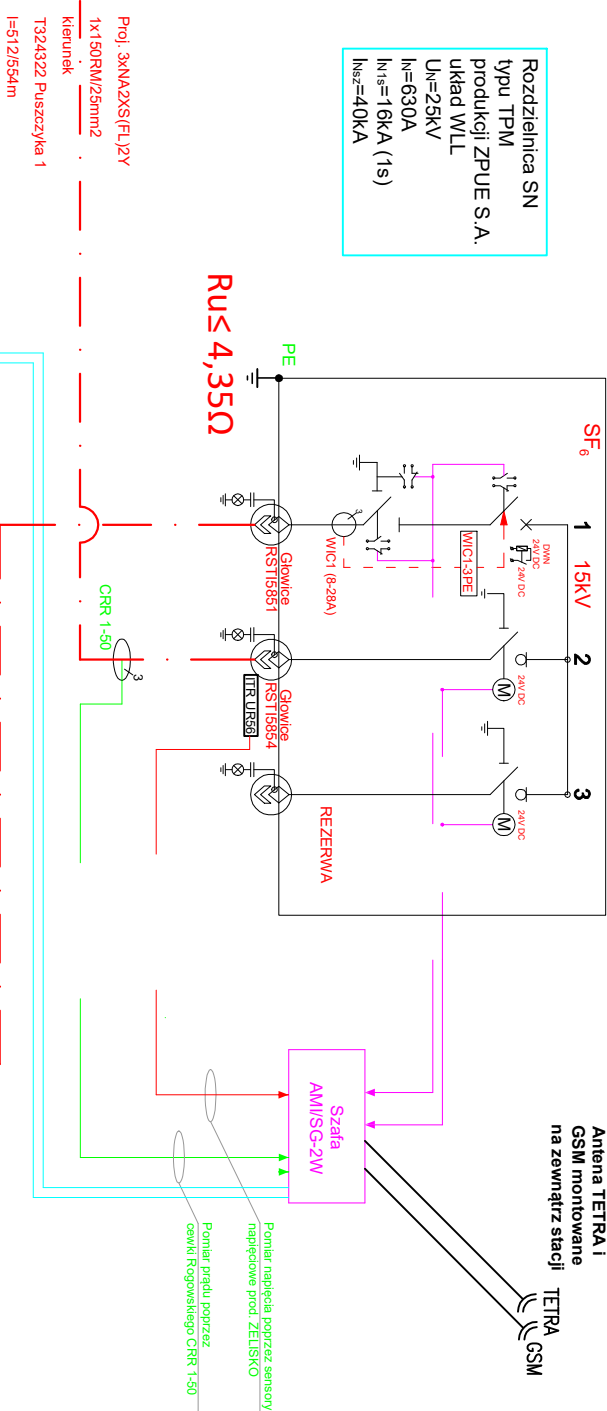 Rozdzielnica SN
typu TPM
produkcji ZPUE S.A.
układ WLL
UN=25kV
IN=630A
IN1s=16kA (1s)
INsz=40kA
Antena TETRA i
GSM montowane
na zewnątrz stacji
TETRA
GSM
SF6
15kV
1
2
3
DWN
24V DC
24V DC
24V DC
24V DC
M
M
WIC1-3PE
3
WIC1 (8-28A)
REZERWA
PE
Głowice
RSTI5851
Głowice
RSTI5854
ITR UR56
Ru≤ 4,35Ω
Szafa
AMI/SG-2W
CRR 1-50
3
Pomiar napięcia poprzez sensory
napięciowe prod. ZELISKO
Pomiar prądu poprzez
cewki Rogowskiego CRR 1-50
Proj. 3xNA2XS(FL)2Y
1x150RM/25mm2
kierunek
T324322 Puszczyka 1
l=512/554m